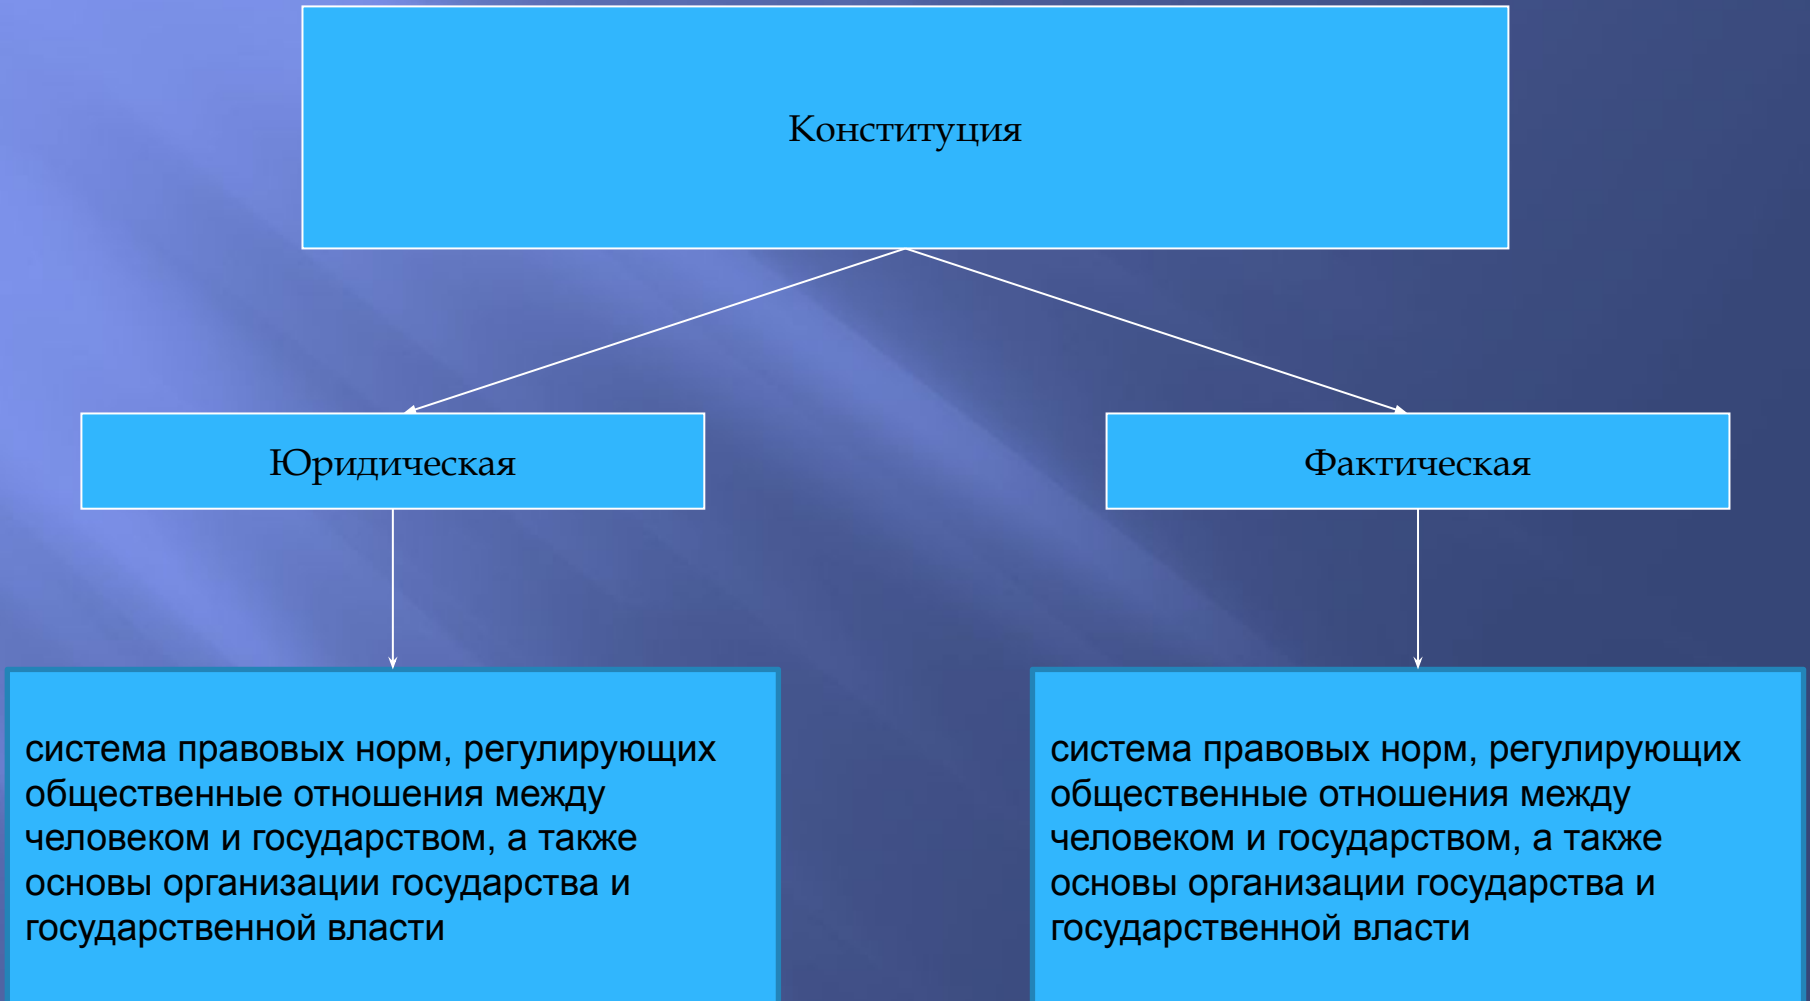 Конституция
Юридическая
Фактическая
система правовых норм, регулирующих
общественные отношения между
человеком и государством, а также
основы организации государства и
государственной власти
система правовых норм, регулирующих
общественные отношения между
человеком и государством, а также
основы организации государства и
государственной власти